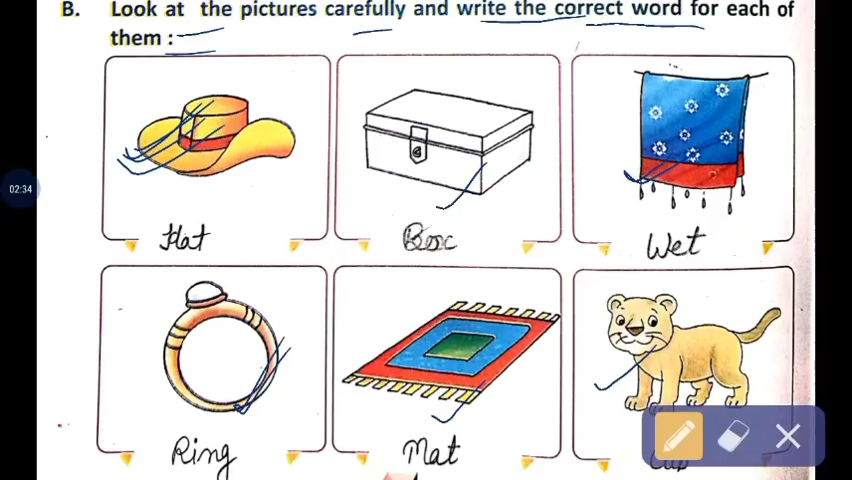 B. Look at the pictures carefully and write the correct word for each of
them :
02:34
Hat Box Wet
Ring Mat